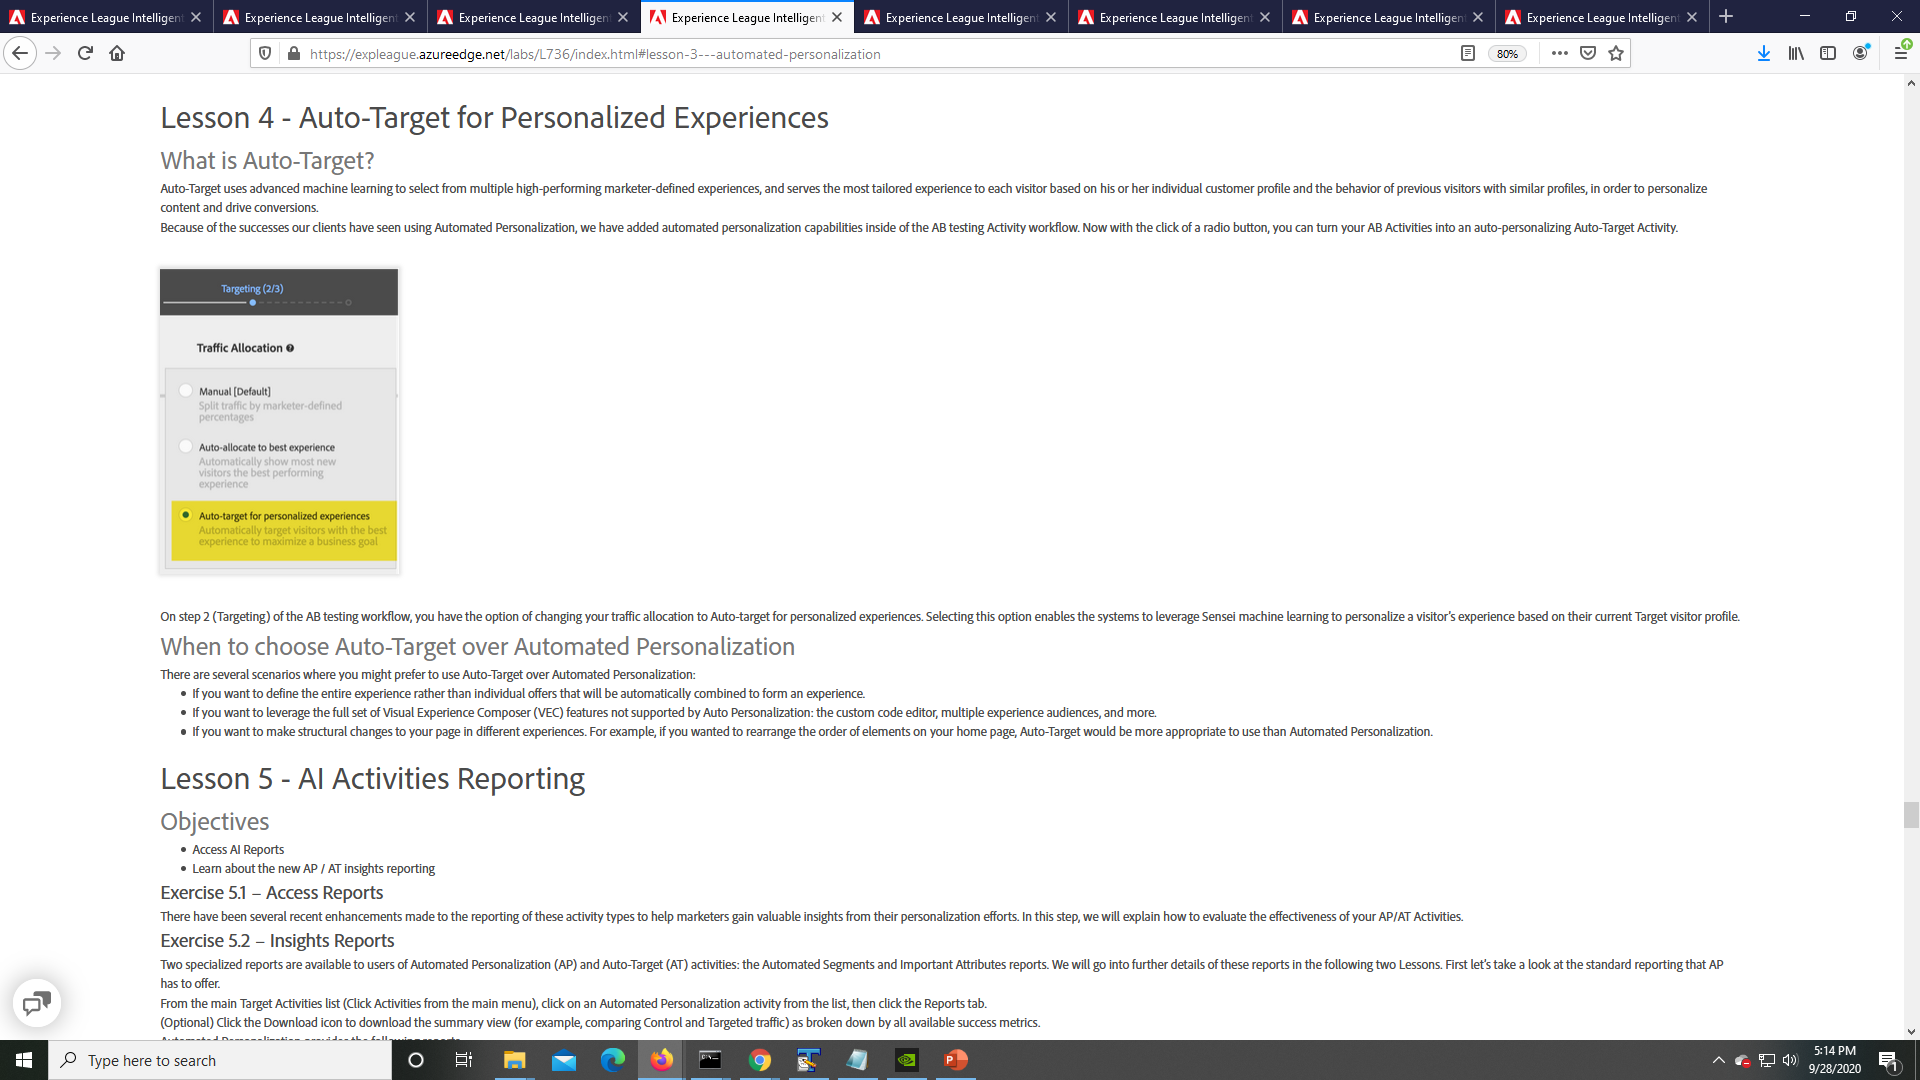 Experience League Intelligent
Experience League Intelligent
Experience League Intelligent
Experience League Intelligent
Experience League Intelligent
Experience League Intelligent
Experience League Intelligent
Experience League Intelligent
https://expleague.azureedge.net/labs/L736/index.html#lesson-3---automated-personalization
80%
Lesson 4 - Auto-Target for Personalized Experiences
What is Auto-Target?
Auto-Target uses advanced machine learning to select from multiple high-performing marketer-defined experiences, and serves the most tailored experience to each visitor based on his or her individual customer profile and the behavior of previous visitors with similar profiles, in order to personalize
content and drive conversions.
Because of the successes our clients have seen using Automated Personalization, we have added automated personalization capabilities inside of the AB testing Activity workflow. Now with the click of a radio button, you can turn your AB Activities into an auto-personalizing Auto-Target Activity.
Targeting (2/3)
Traffic Allocation
Manual [Default]
Split traffic by marketer-defined
percentages
Auto-allocate to best experience
Automatically show most new
visitors the best performing
experience
Auto-target for personalized experiences
Automatically target visitors with the best
experience to maximize a business goal
On step 2 (Targeting) of the AB testing workflow, you have the option of changing your traffic allocation to Auto-target for personalized experiences. Selecting this option enables the systems to leverage Sensei machine learning to personalize a visitor's experience based on their current Target visitor profile.
When to choose Auto-Target over Automated Personalization
There are several scenarios where you might prefer to use Auto-Target over Automated Personalization:
• If you want to define the entire experience rather than individual offers that will be automatically combined to form an experience.
• If you want to leverage the full set of Visual Experience Composer (VEC) features not supported by Auto Personalization: the custom code editor, multiple experience audiences, and more.
• If you want to make structural changes to your page in different experiences. For example, if you wanted to rearrange the order of elements on your home page, Auto-Target would be more appropriate to use than Automated Personalization.
Lesson 5 - AI Activities Reporting
Objectives
• Access AI Reports
• Learn about the new AP / AT insights reporting
Exercise 5.1 – Access Reports
There have been several recent enhancements made to the reporting of these activity types to help marketers gain valuable insights from their personalization efforts. In this step, we will explain how to evaluate the effectiveness of your AP/AT Activities.
Exercise 5.2 – Insights Reports
Two specialized reports are available to users of Automated Personalization (AP) and Auto-Target (AT) activities: the Automated Segments and Important Attributes reports. We will go into further details of these reports in the following two Lessons. First let's take a look at the standard reporting that AP
has to offer.
From the main Target Activities list (Click Activities from the main menu), click on an Automated Personalization activity from the list, then click the Reports tab.
(Optional) Click the Download icon to download the summary view (for example, comparing Control and Targeted traffic) as broken down by all available success metrics.
Type here to search
5:14 PM
9/28/2020
1